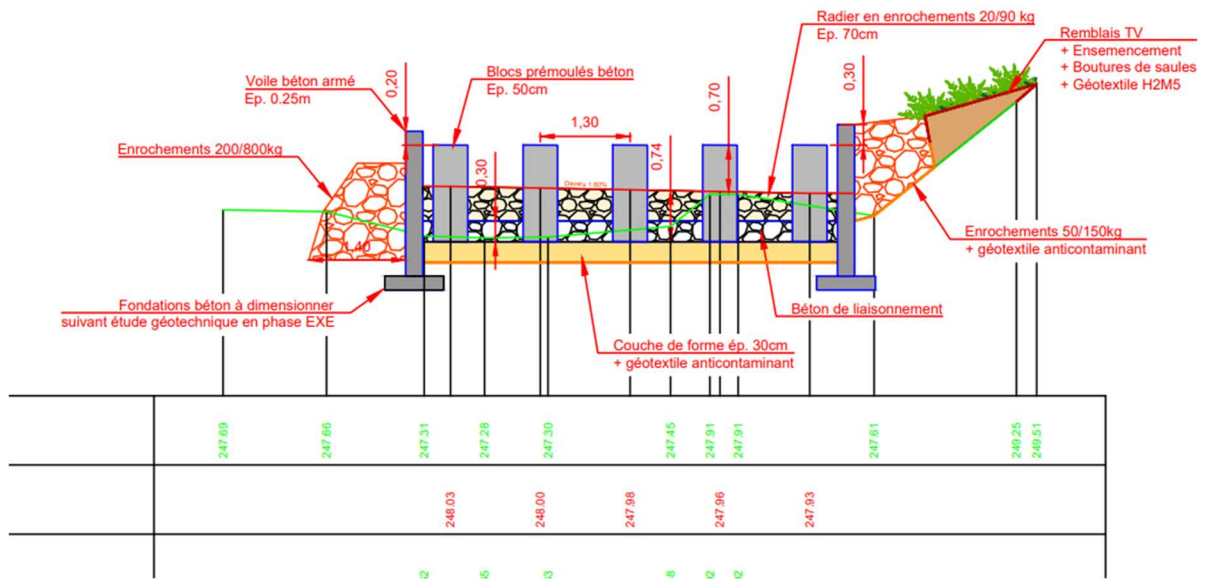 Radier en enrochements 20/90 kg
Ep. 70cm
Remblais TV
+ Ensemencement
+ Boutures de saules
+ Géotextile H2M5
Voile béton armé
Ep. 0.25m
0,20
Blocs prémoulés béton
Ep. 50cm
0,70
0,30
1,30
Enrochements 200/800kg
0,30
0,74
1,40
Enrochements 50/150kg
+ géotextile anticontaminant
Fondations béton à dimensionner
suivant étude géotechnique en phase EXE
Béton de liaisonnement
Couche de forme ép. 30cm
+ géotextile anticontaminant
247.69
247.66
247.31
247.28
247.30
247.45
247.91
247.91
247.61
249.25
249.51
248.03
248.00
247.98
247.96
247.93